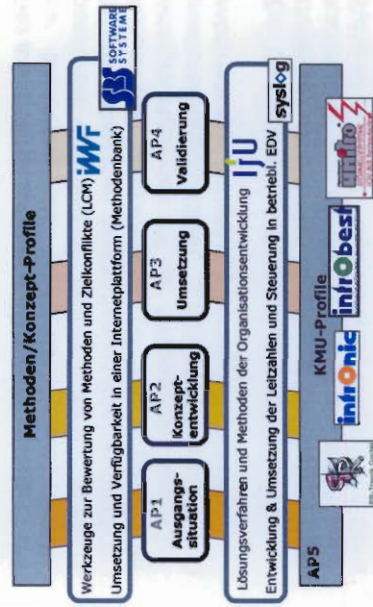 Methoden/Konzept-Profile
Werkzeuge zur Bewertung von Methoden und Zielkonflikte (LCM) iWF
Umsetzung und Verfügbarkeit in einer Internetplattform (Methodenbank)
SBS SOFTWARE
SYSTEME
AP1
Ausgangs-
situation
AP2
Konzept-
entwicklung
AP3
Umsetzung
AP4
Validierung
Lösungsverfahren und Methoden der Organisationsentwicklung IfU
Entwicklung & Umsetzung der Leitzahlen und Steuerung in betriebl. EDV
syslog
AP5
KMU-Profile
intrOnic
intrObest